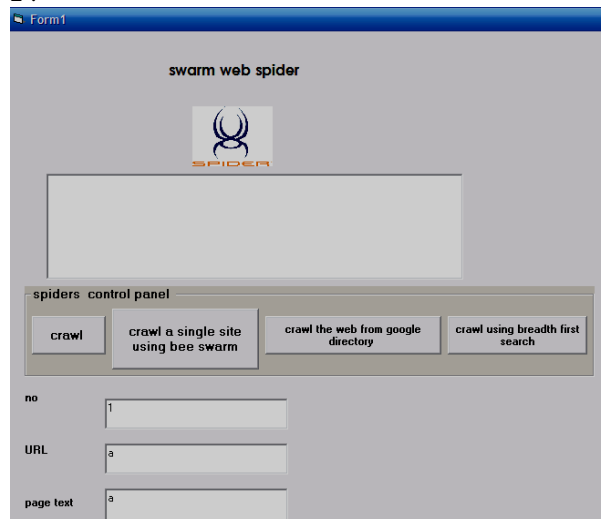 Form1
swarm web spider
SPIDER
spiders control panel
crawl
crawl a single site
using bee swarm
crawl the web from google
directory
crawl using breadth first
search
no
1
URL
a
page text
a